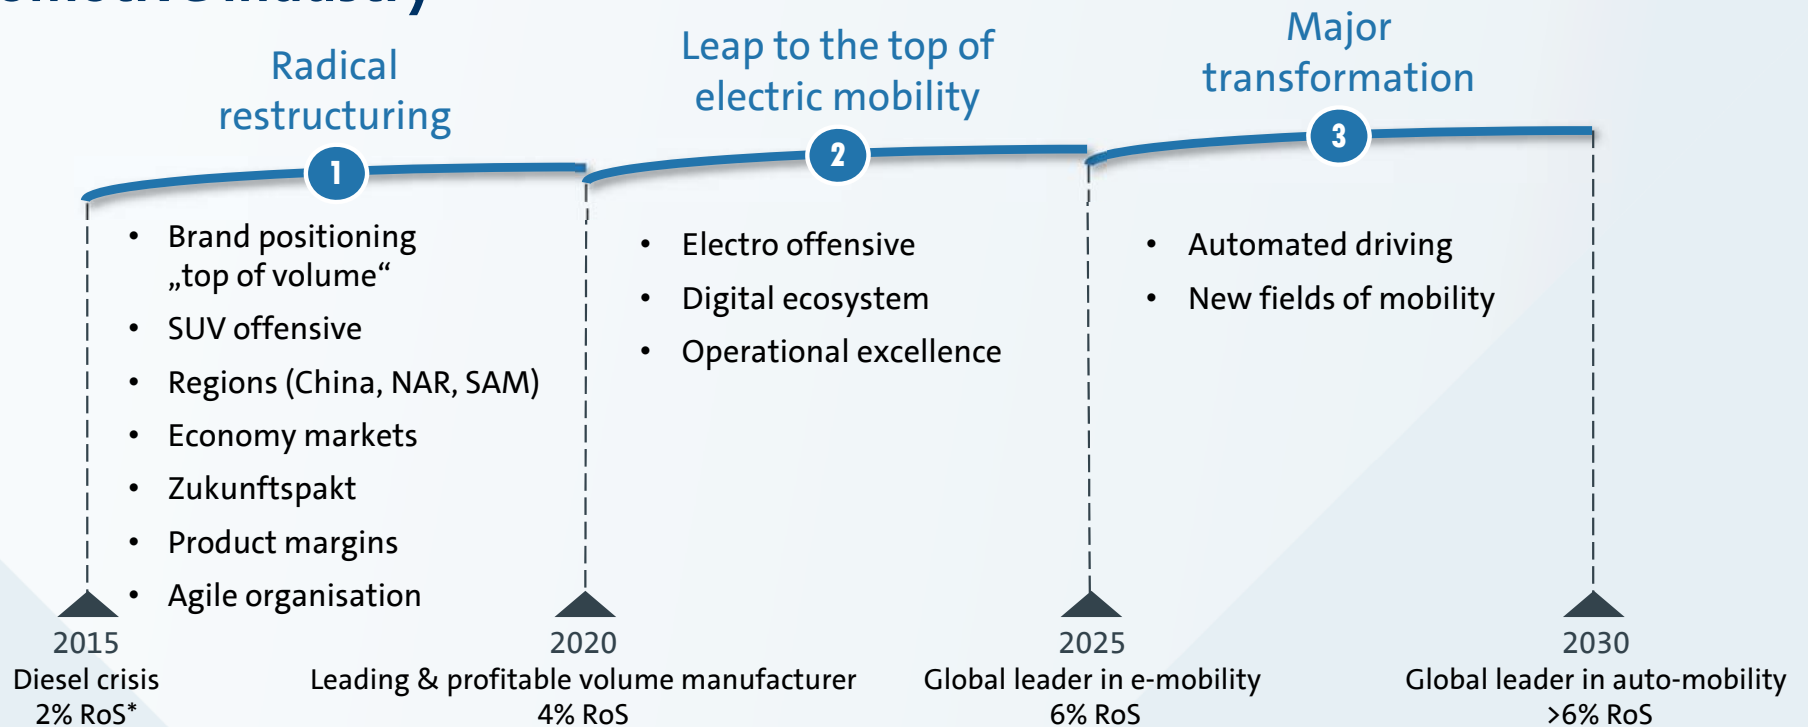 Radical
restructuring
1
Leap to the top of
electric mobility
2
Major
transformation
3
• Brand positioning
„top of volume“
• SUV offensive
• Regions (China, NAR, SAM)
• Economy markets
• Zukunftspakt
• Product margins
• Agile organisation
• Electro offensive
• Digital ecosystem
• Operational excellence
• Automated driving
• New fields of mobility
2015
Diesel crisis
2% RoS*
2020
Leading & profitable volume manufacturer
4% RoS
2025
Global leader in e-mobility
6% RoS
2030
Global leader in auto-mobility
>6% RoS